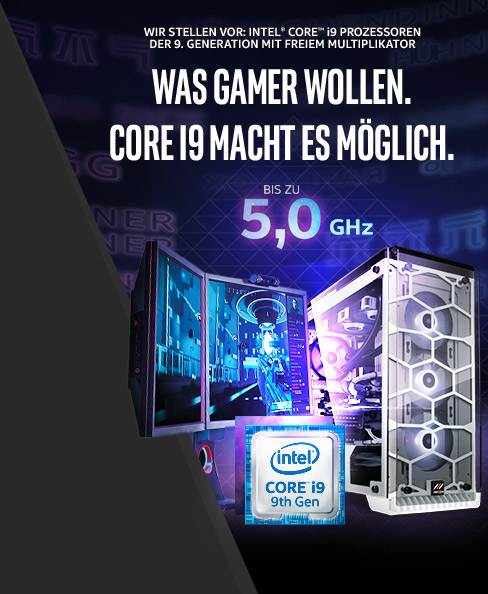 WIR STELLEN VOR: INTEL® CORE™ i9 PROZESSOREN
DER 9. GENERATION MIT FREIEM MULTIPLIKATOR
WAS GAMER WOLLEN.
CORE I9 MACHT ES MÖGLICH.
BIS ZU
5,0 GHz
intel®
CORE i9
9th Gen